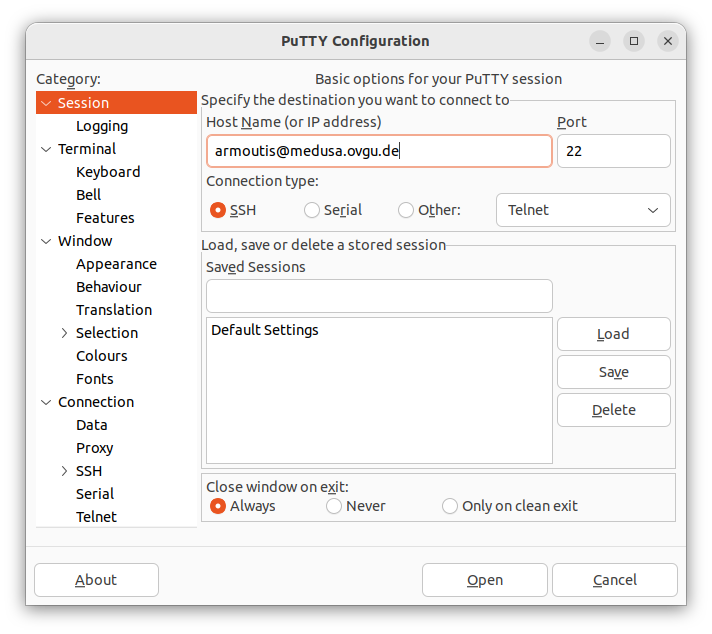 PuTTY Configuration
Category:
Session
Logging
Terminal
Keyboard
Bell
Features
Window
Appearance
Behaviour
Translation
Selection
Colours
Fonts
Connection
Data
Proxy
SSH
Serial
Telnet
Basic options for your PuTTY session
Specify the destination you want to connect to
Host Name (or IP address) Port
armoutis@medusa.ovgu.de 22
Connection type:
SSH Serial Other: Telnet
Load, save or delete a stored session
Saved Sessions
Default Settings
Load
Save
Delete
Close window on exit:
Always Never Only on clean exit
About Open Cancel